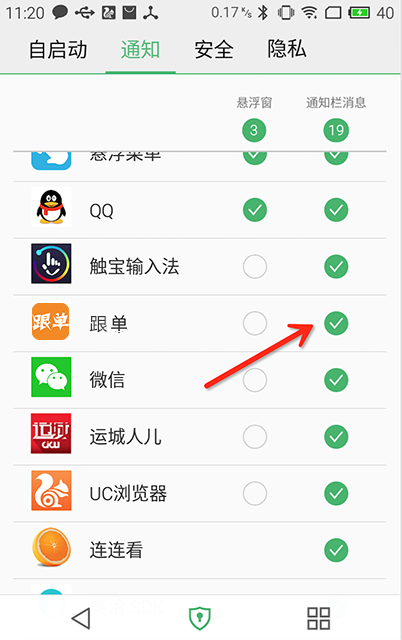 11:20 0.17 K/s 40
自启动 通知 安全 隐私
悬浮窗 通知栏消息
3 19
悬浮菜单
QQ
触宝输入法
跟单 跟单
微信
运城人儿
UC浏览器
连连看